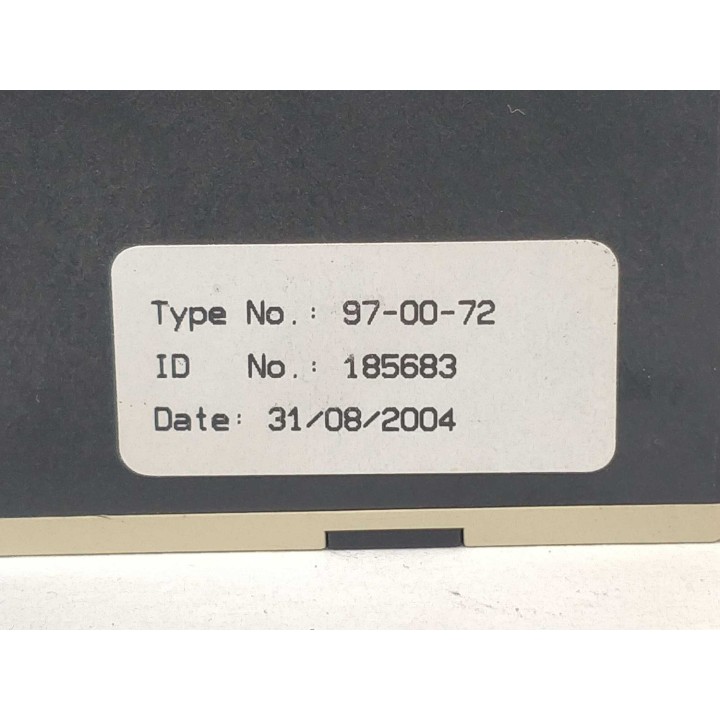 Type No.: 97-00-72
ID No.: 185683
Date: 31/08/2004